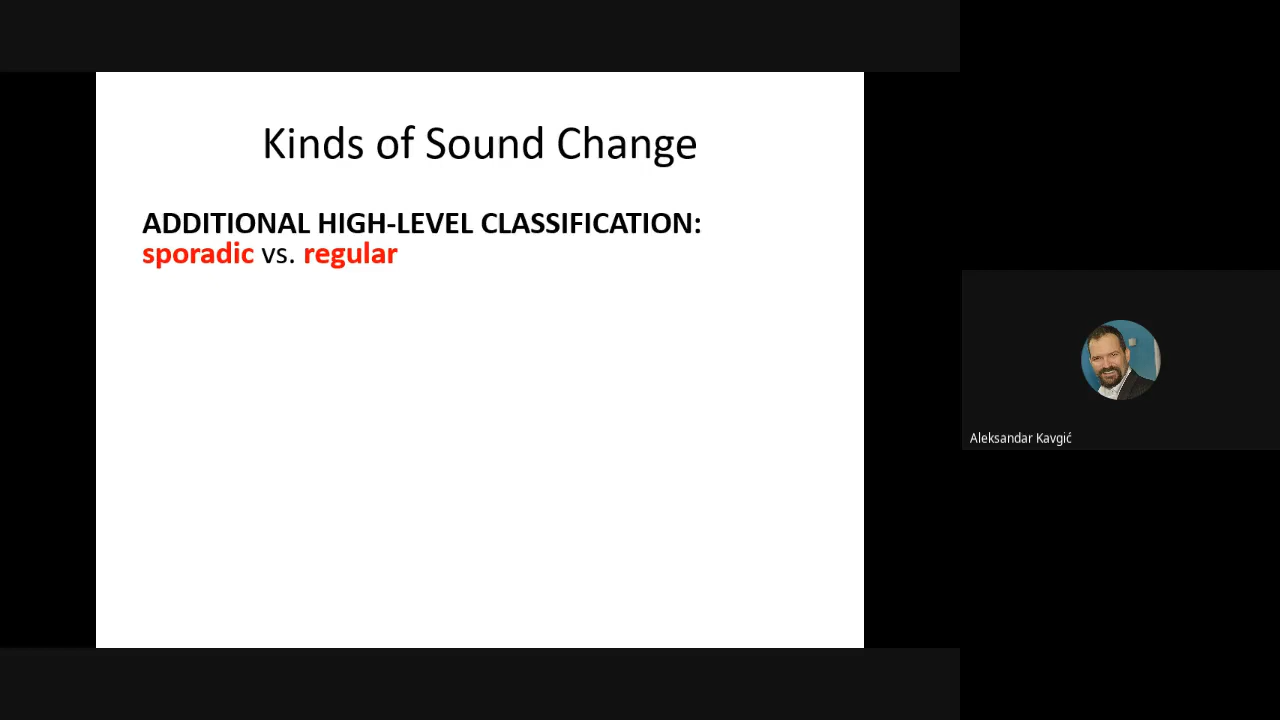 Kinds of Sound Change
ADDITIONAL HIGH-LEVEL CLASSIFICATION:
sporadic vs. regular
Aleksandar Kavgić